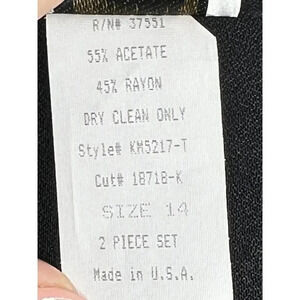 R/N# 37551
55% ACETATE
45% RAYON
DRY CLEAN ONLY
Style# KM5217-T
Cut# 18718-K
SIZE 14
2 PIECE SET
Made in U.S.A.